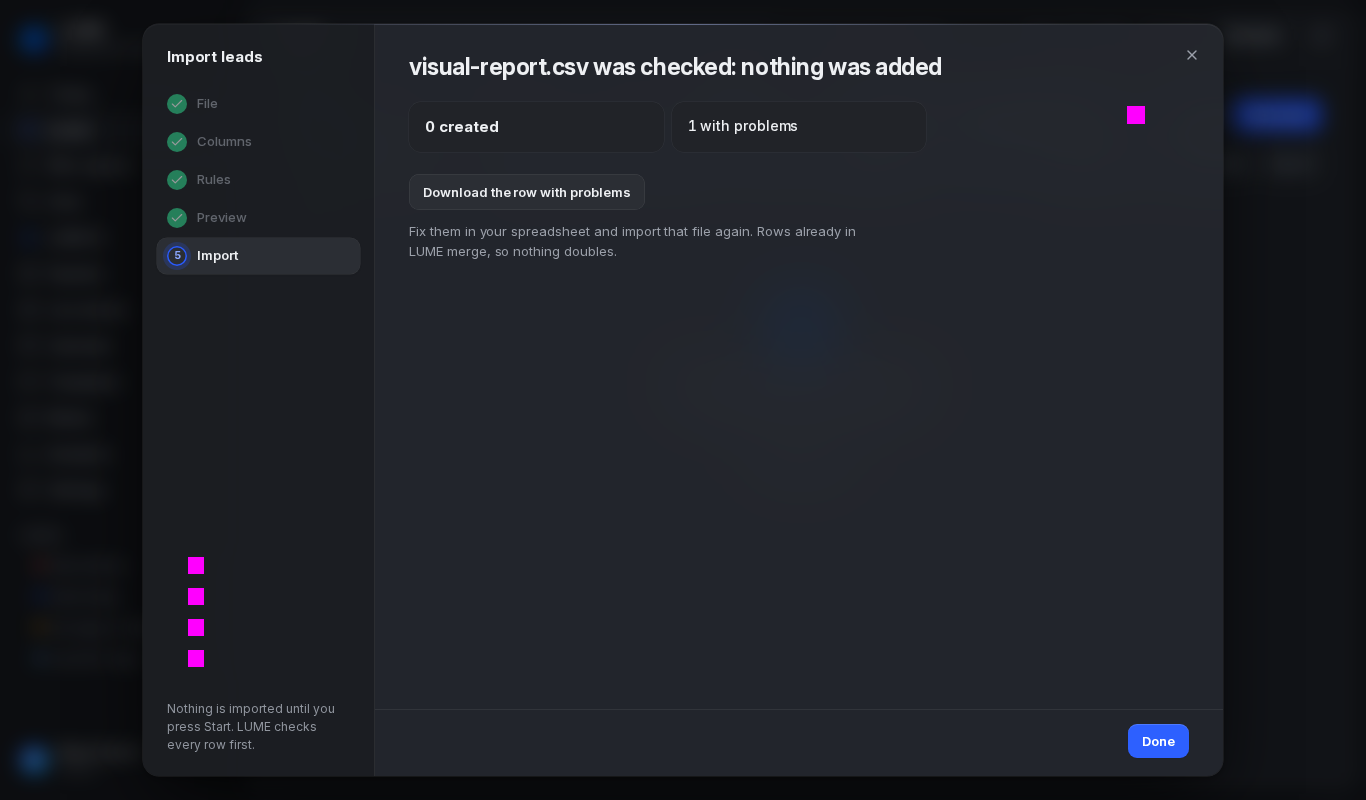 Import leads
File
Columns
Rules
Preview
5 Import
Nothing is imported until you
press Start. LUME checks
every row first.
visual-report.csv was checked: nothing was added
0 created
1 with problems
Download the row with problems
Fix them in your spreadsheet and import that file again. Rows already in
LUME merge, so nothing doubles.
Done